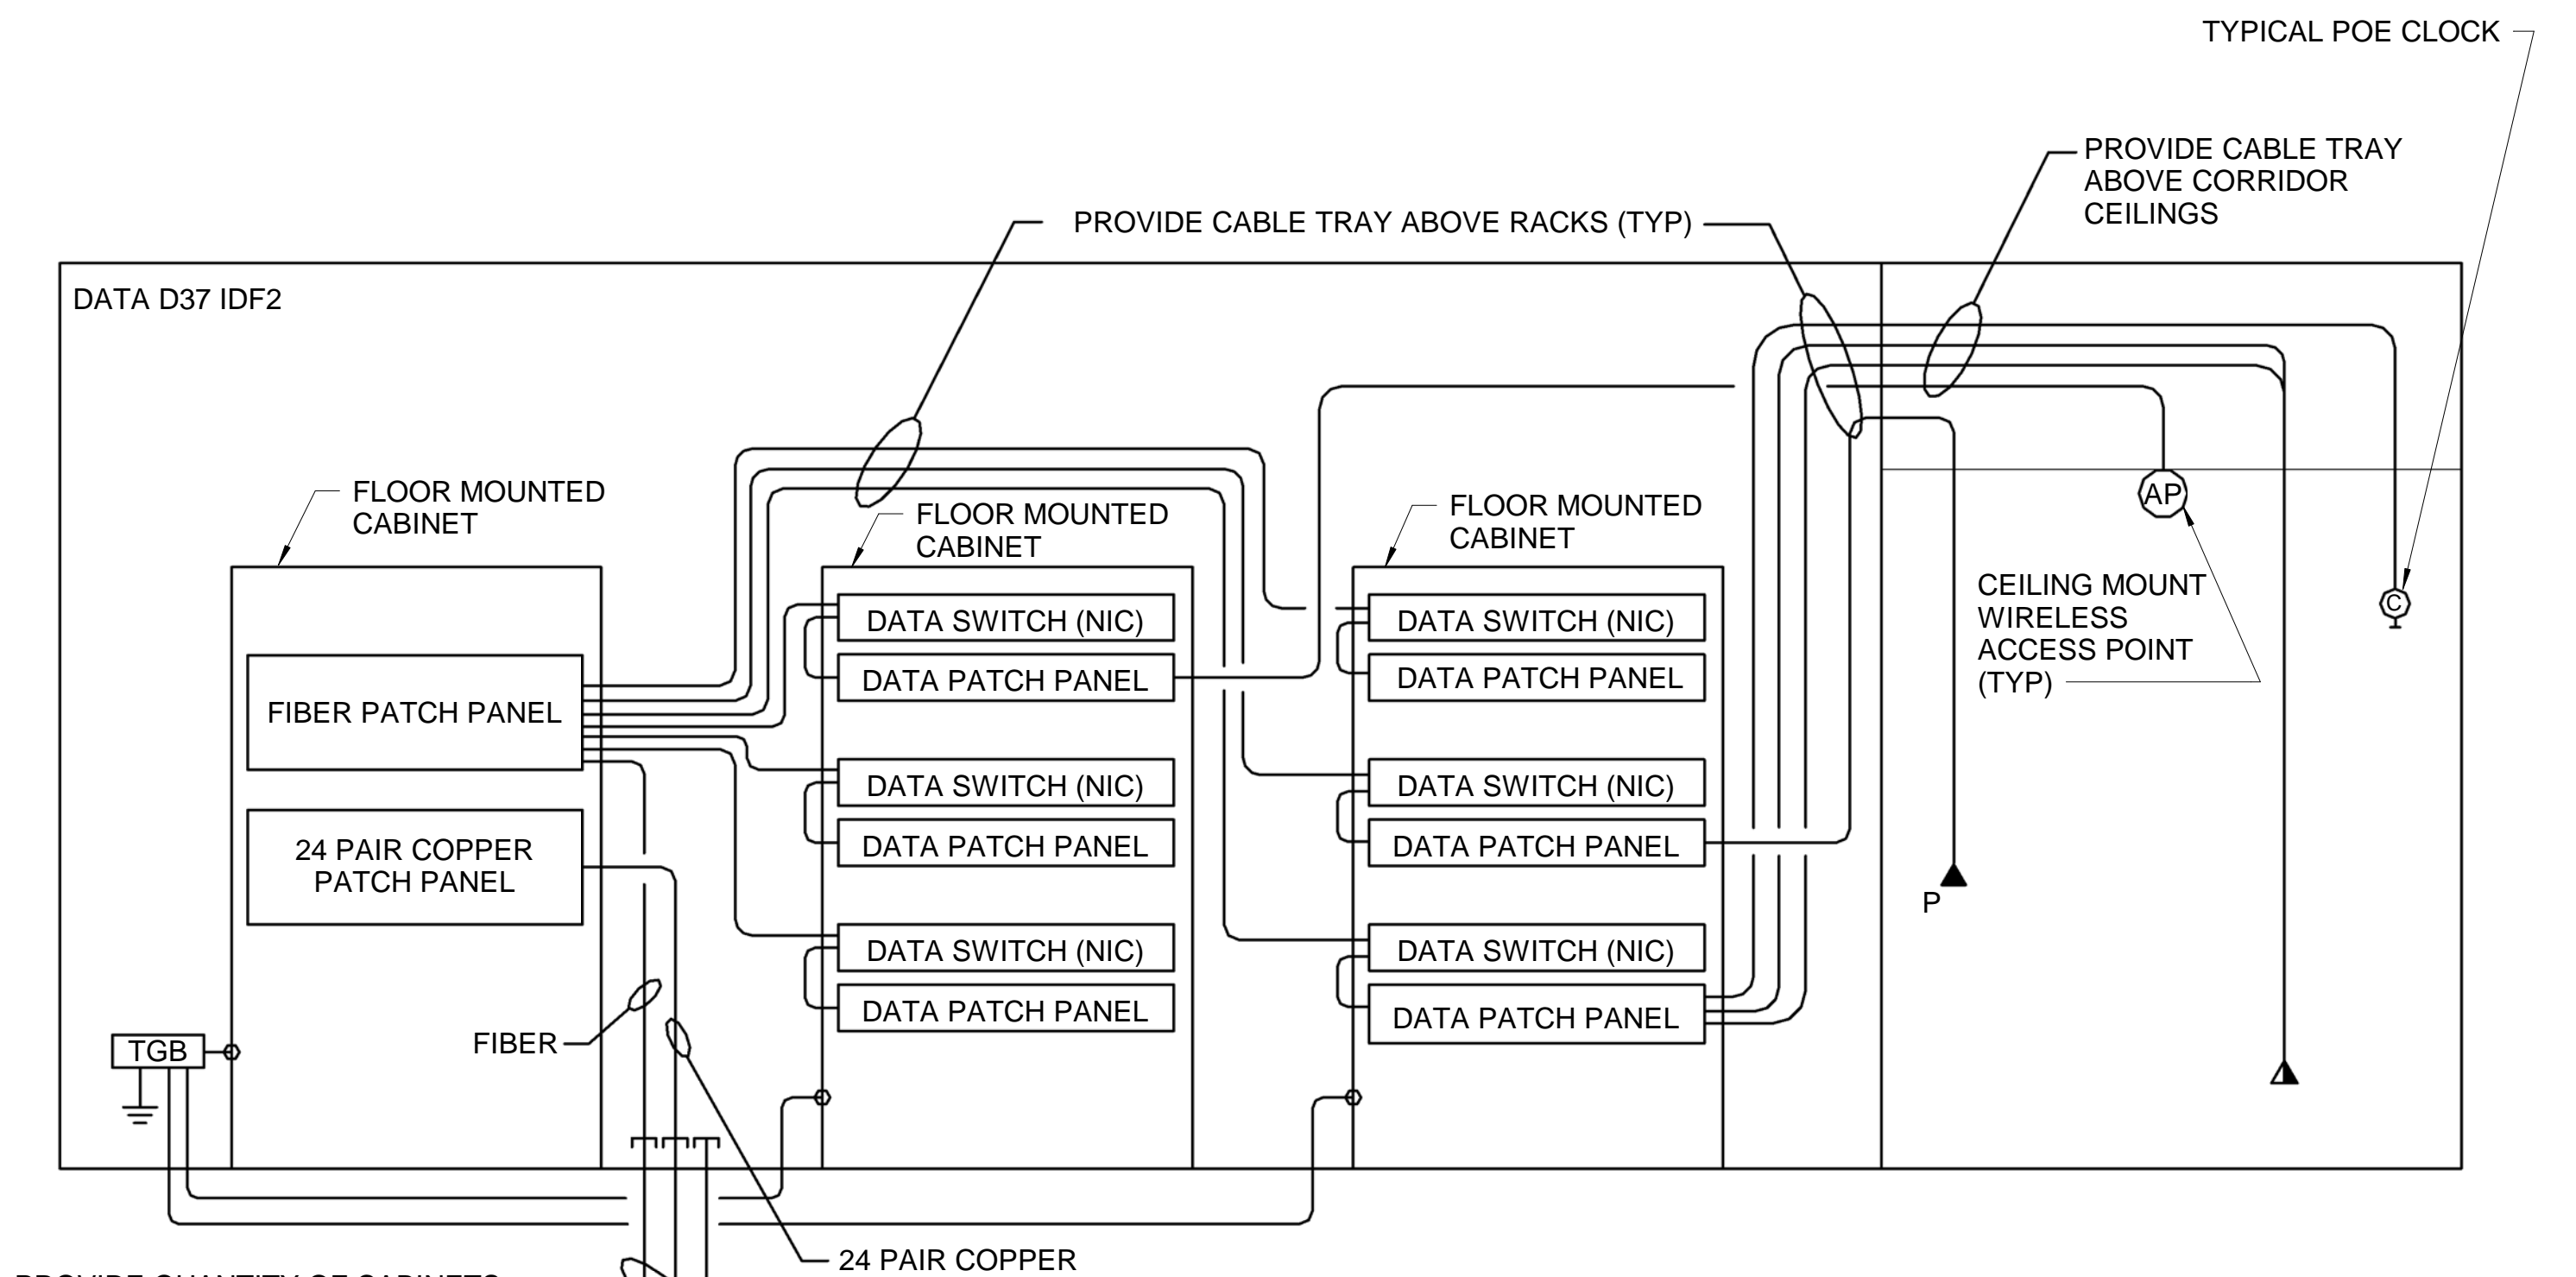 TYPICAL POE CLOCK
PROVIDE CABLE TRAY
ABOVE CORRIDOR
CEILINGS
PROVIDE CABLE TRAY ABOVE RACKS (TYP)
DATA D37 IDF2
FLOOR MOUNTED
CABINET
FLOOR MOUNTED
CABINET
FLOOR MOUNTED
CABINET
FIBER PATCH PANEL
24 PAIR COPPER
PATCH PANEL
DATA SWITCH (NIC)
DATA PATCH PANEL
DATA SWITCH (NIC)
DATA PATCH PANEL
DATA SWITCH (NIC)
DATA PATCH PANEL
DATA SWITCH (NIC)
DATA PATCH PANEL
DATA SWITCH (NIC)
DATA PATCH PANEL
DATA SWITCH (NIC)
DATA PATCH PANEL
AP
CEILING MOUNT
WIRELESS
ACCESS POINT
(TYP)
C
P
TGB
FIBER
24 PAIR COPPER
PROVIDE QUANTITY OF CABINETS